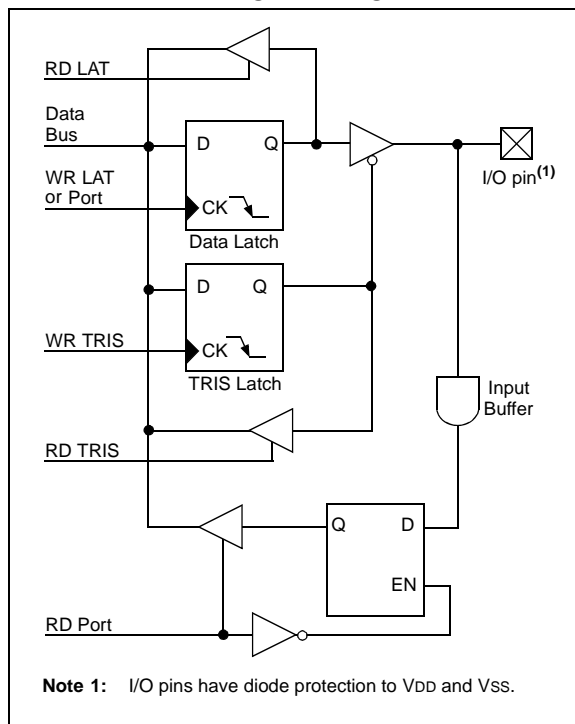 RD LAT
Data
Bus
D Q
WR LAT
or Port
CK
Data Latch
I/O pin(1)
D Q
WR TRIS
CK
TRIS Latch
Input
Buffer
RD TRIS
Q D
EN
RD Port
Note 1: I/O pins have diode protection to VDD and VSS.